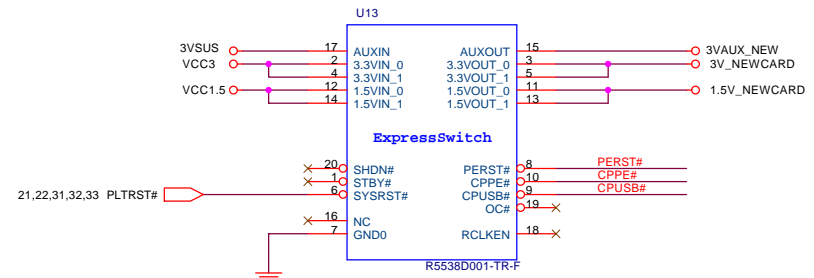 U13
3VSUS 17 AUXIN AUXOUT 15 3VAUX_NEW
VCC3 2 3.3VIN_0 3.3VOUT_0 3 3V_NEWCARD
4 3.3VIN_1 3.3VOUT_1 5
VCC1.5 12 1.5VIN_0 1.5VOUT_0 11 1.5V_NEWCARD
14 1.5VIN_1 1.5VOUT_1 13
ExpressSwitch
20 SHDN# PERST# 8 PERST#
1 STBY# CPPE# 10 CPPE#
21,22,31,32,33 PLTRST# 6 SYSRST# CPUSB# 9 CPUSB#
OC# 19
16 NC
7 GND0 RCLKEN 18
R5538D001-TR-F